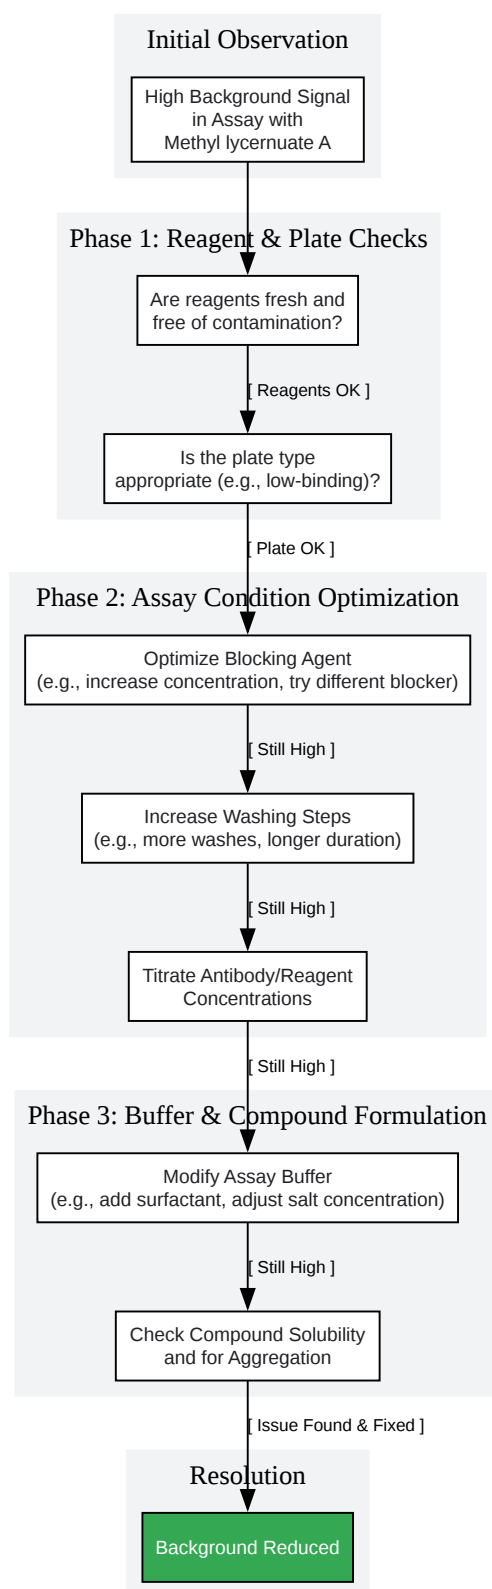 Initial Observation
High Background Signal
in Assay with
Methyl lycernuate A
Phase 1: Reagent & Plate Checks
Are reagents fresh and
free of contamination?
[ Reagents OK ]
Is the plate type
appropriate (e.g., low-binding)?
[ Plate OK ]
Phase 2: Assay Condition Optimization
Optimize Blocking Agent
(e.g., increase concentration, try different blocker)
[ Still High ]
Increase Washing Steps
(e.g., more washes, longer duration)
[ Still High ]
Titrate Antibody/Reagent
Concentrations
[ Still High ]
Phase 3: Buffer & Compound Formulation
Modify Assay Buffer
(e.g., add surfactant, adjust salt concentration)
[ Still High ]
Check Compound Solubility
and for Aggregation
[ Issue Found & Fixed ]
Resolution
Background Reduced